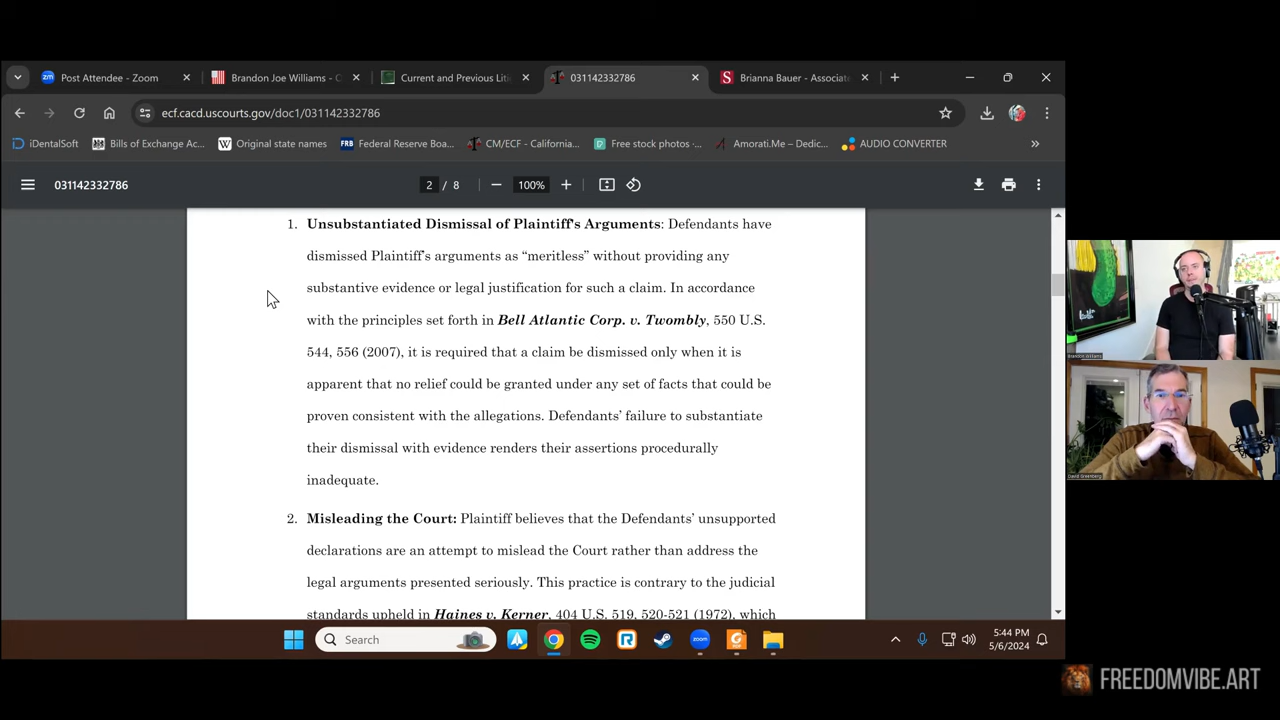 Post Attendee - Zoom
Brandon Joe Williams - C
Current and Previous Liti
031142332786
Brianna Bauer - Associat
ecf.cacd.uscourts.gov/doc1/031142332786
iDentalSoft
Bills of Exchange Ac...
Original state names
FRB Federal Reserve Boa...
CM/ECF - California...
Free stock photos ·...
Amorati.Me – Dedic...
AUDIO CONVERTER
031142332786
2 / 8
100%
1. Unsubstantiated Dismissal of Plaintiff's Arguments: Defendants have
dismissed Plaintiff's arguments as “meritless” without providing any
substantive evidence or legal justification for such a claim. In accordance
with the principles set forth in Bell Atlantic Corp. v. Twombly, 550 U.S.
544, 556 (2007), it is required that a claim be dismissed only when it is
apparent that no relief could be granted under any set of facts that could be
proven consistent with the allegations. Defendants’ failure to substantiate
their dismissal with evidence renders their assertions procedurally
inadequate.
2. Misleading the Court: Plaintiff believes that the Defendants’ unsupported
declarations are an attempt to mislead the Court rather than address the
legal arguments presented seriously. This practice is contrary to the judicial
standards upheld in Haines v. Kerner, 404 U.S. 519, 520-521 (1972), which
Search
5:44 PM
5/6/2024
Brandon Williams
David Greenberg
FREEDOMVIBE.ART